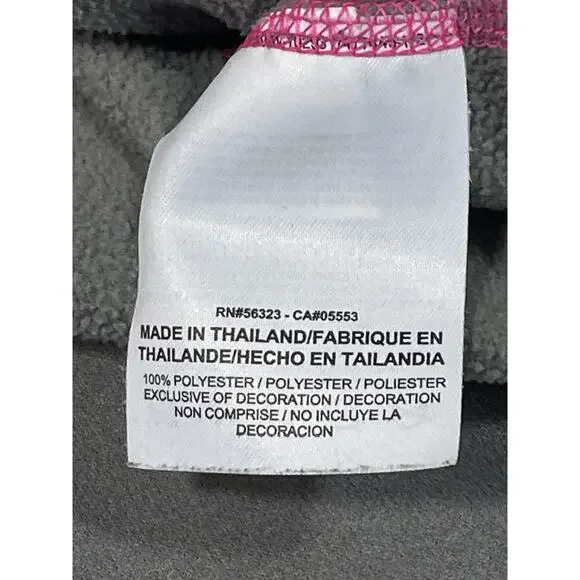 RN#56323 - CA#05553
MADE IN THAILAND/FABRIQUE EN
THAILANDE/HECHO EN TAILANDIA
100% POLYESTER / POLYESTER / POLIESTER
EXCLUSIVE OF DECORATION / DECORATION
NON COMPRISE / NO INCLUYE LA
DECORACION